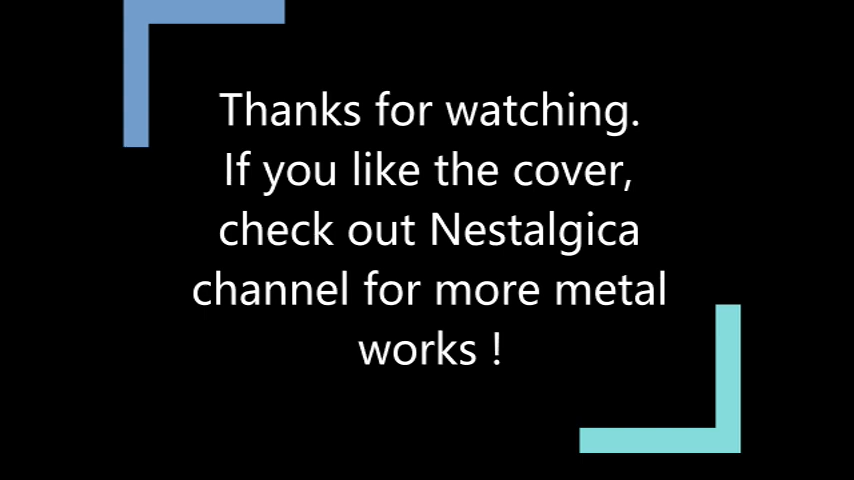 Thanks for watching.
If you like the cover,
check out Nestalgica
channel for more metal
works !